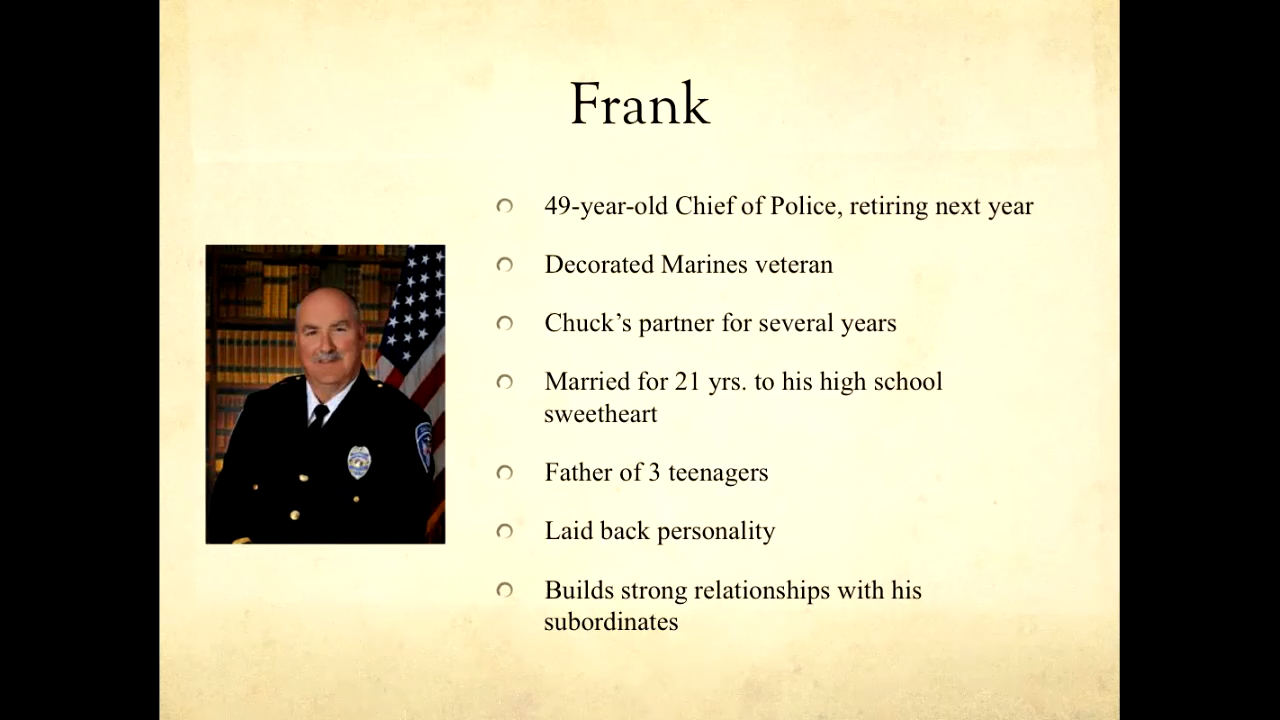 Frank
49-year-old Chief of Police, retiring next year
Decorated Marines veteran
Chuck’s partner for several years
Married for 21 yrs. to his high school
sweetheart
Father of 3 teenagers
Laid back personality
Builds strong relationships with his
subordinates